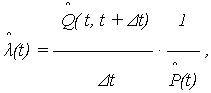 λ̊(t) = Q̊( t, t + Δt) / Δt · 1 / P̊(t) ,